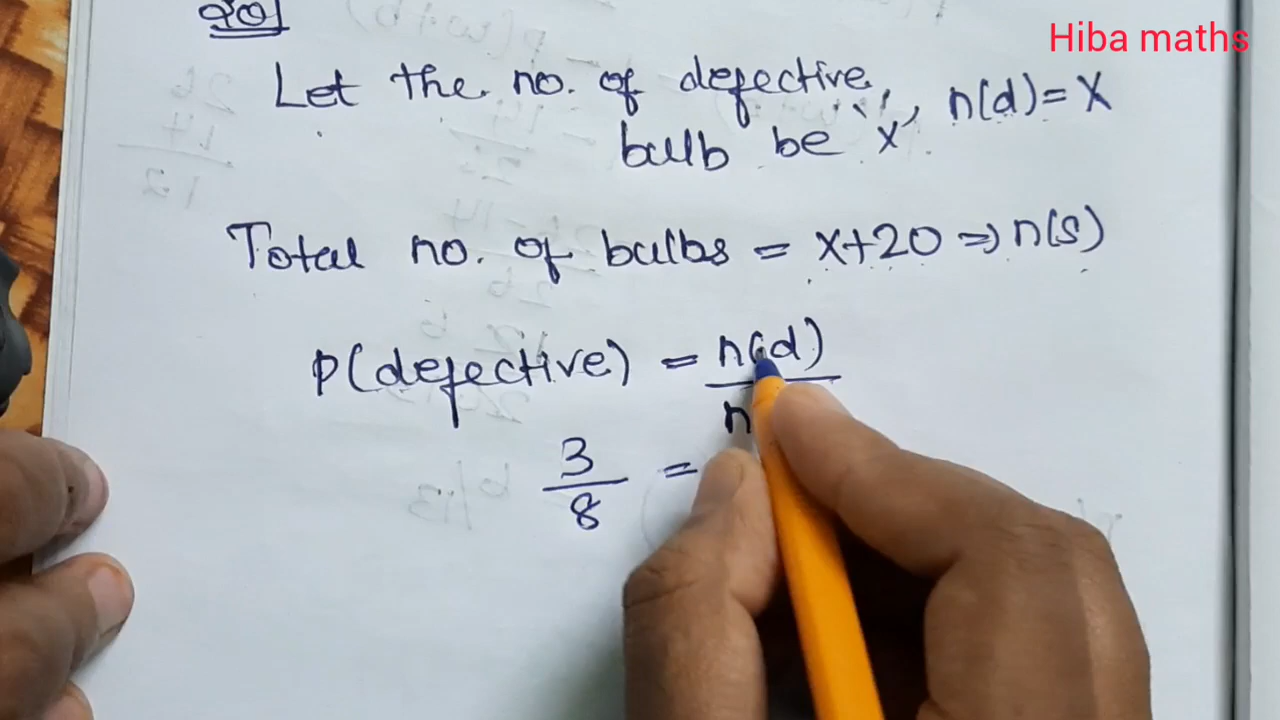 Sol
Hiba maths
Let the no. of defective,
bulb be 'x', n(d)=X
Total no. of bulbs = x+20 ⇒ n(S)
P(defective) = n(d)
n
3 =
8